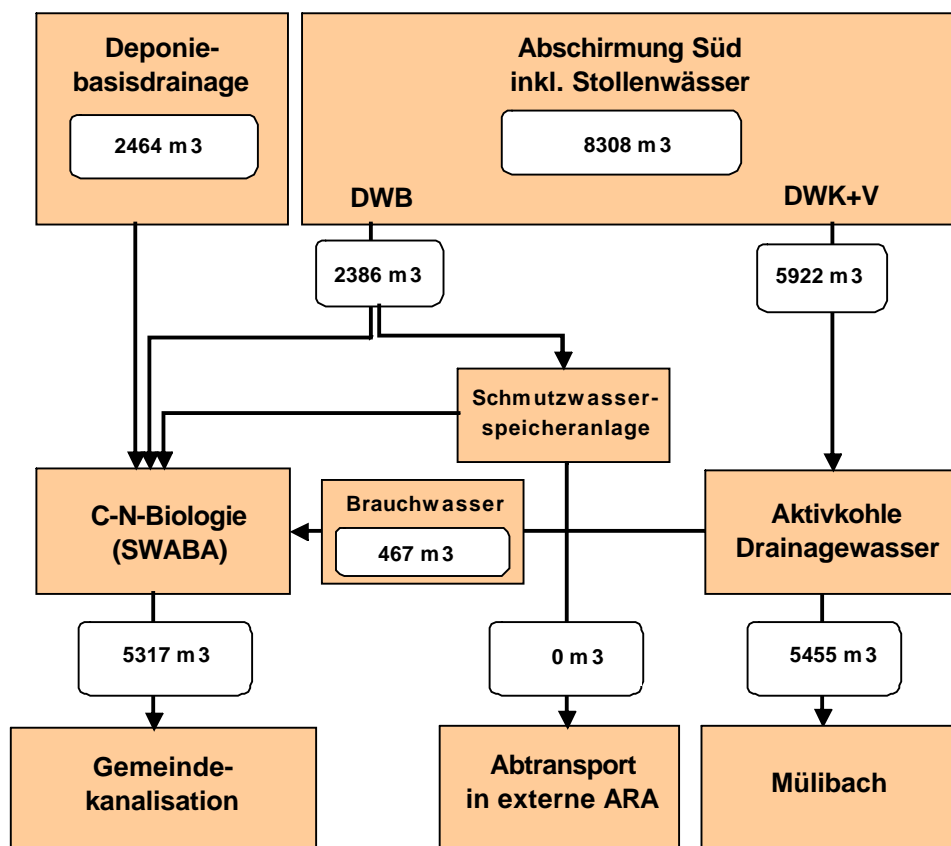 Deponie-
basisdrainage
2464 m3
Abschirmung Süd
inkl. Stollenwässer
8308 m3
DWB
DWK+V
2386 m3
5922 m3
Schmutzwasser-
speicheranlage
C-N-Biologie
(SWABA)
Brauchwasser
467 m3
Aktivkohle
Drainagewasser
5317 m3
0 m3
5455 m3
Gemeinde-
kanalisation
Abtransport
in externe ARA
Mülibach